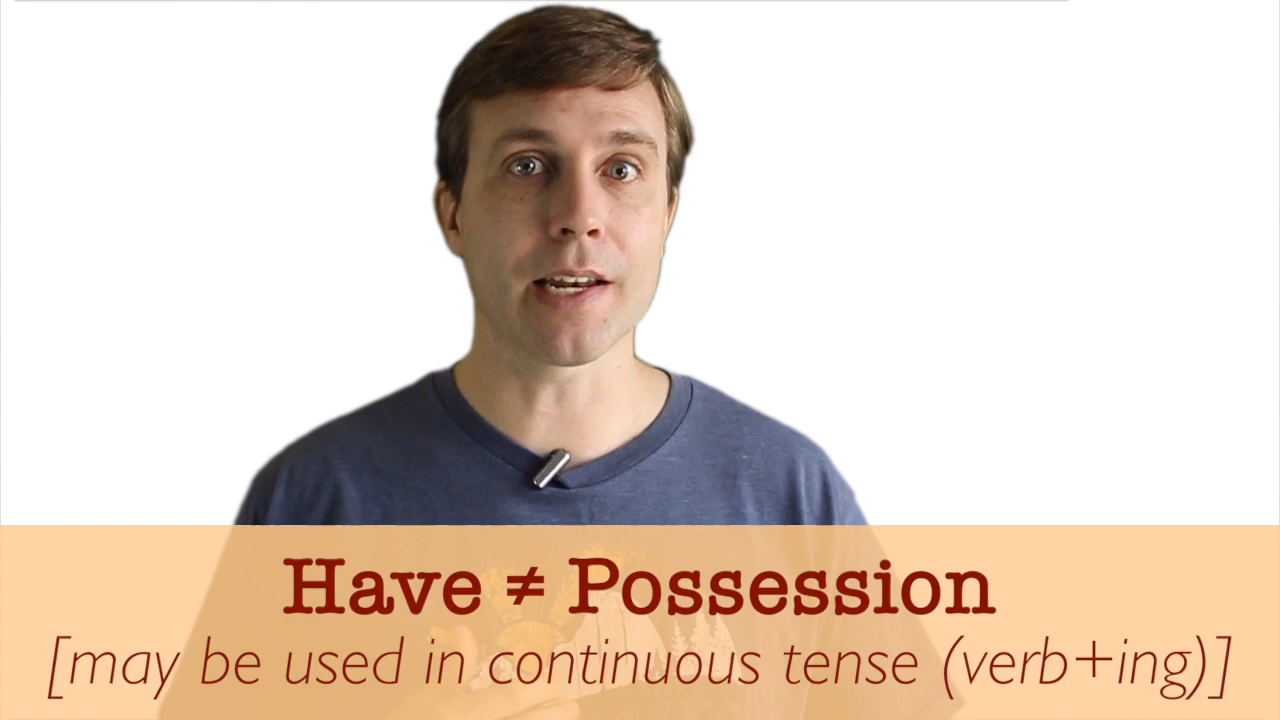 Have ≠ Possession
[may be used in continuous tense (verb+ing)]